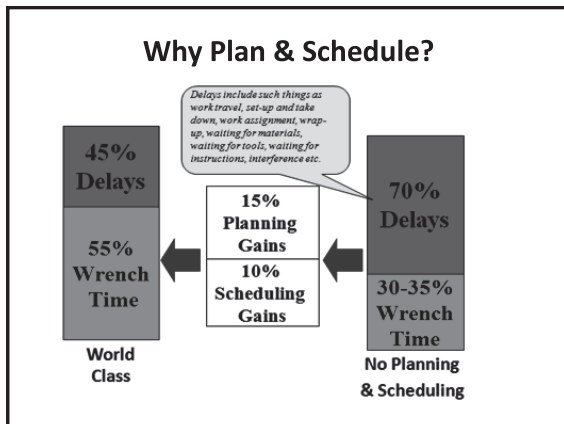 Why Plan & Schedule?
Delays include such things as
work travel, set-up and take
down, work assignment, wrap-
up, waiting for materials,
waiting for tools, waiting for
instructions, interference etc.
45%
Delays
55%
Wrench
Time
World
Class
15%
Planning
Gains
10%
Scheduling
Gains
70%
Delays
30-35%
Wrench
Time
No Planning
& Scheduling